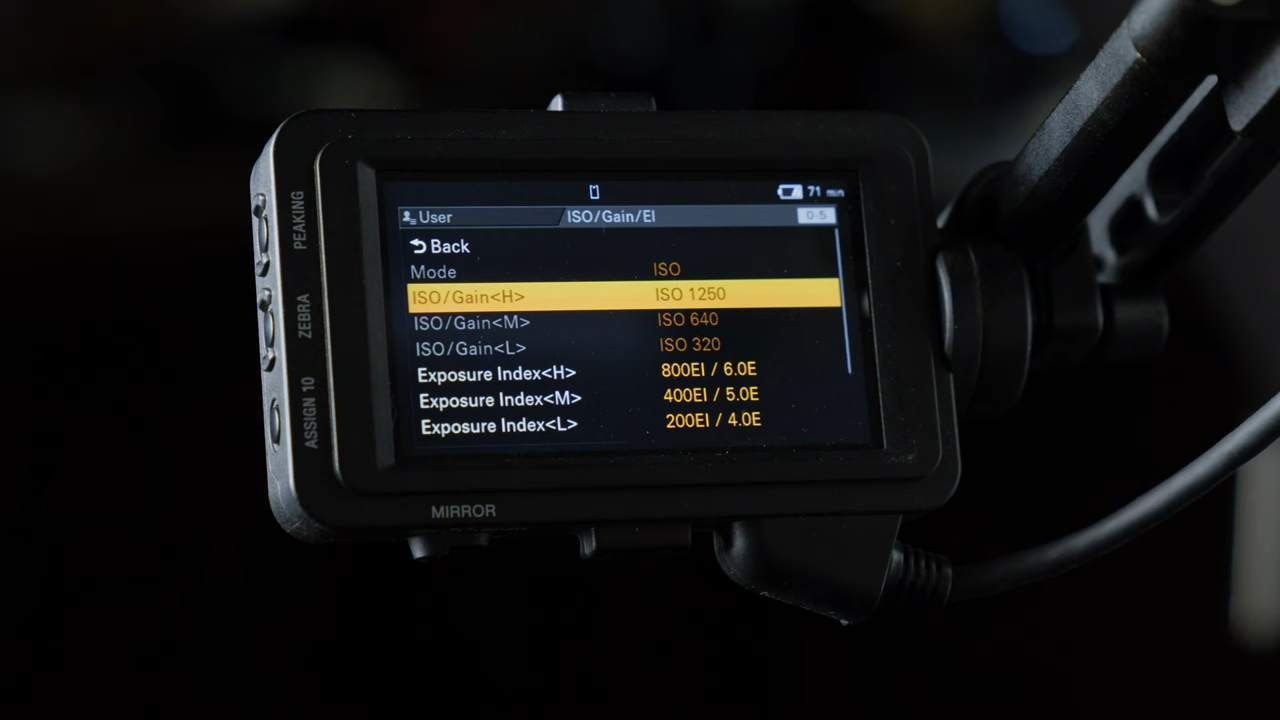 71 min
User ISO/Gain/EI 0-5
Back
Mode ISO
ISO/Gain<H> ISO 1250
ISO/Gain<M> ISO 640
ISO/Gain<L> ISO 320
Exposure Index<H> 800EI / 6.0E
Exposure Index<M> 400EI / 5.0E
Exposure Index<L> 200EI / 4.0E
PEAKING
ZEBRA
ASSIGN 10
MIRROR